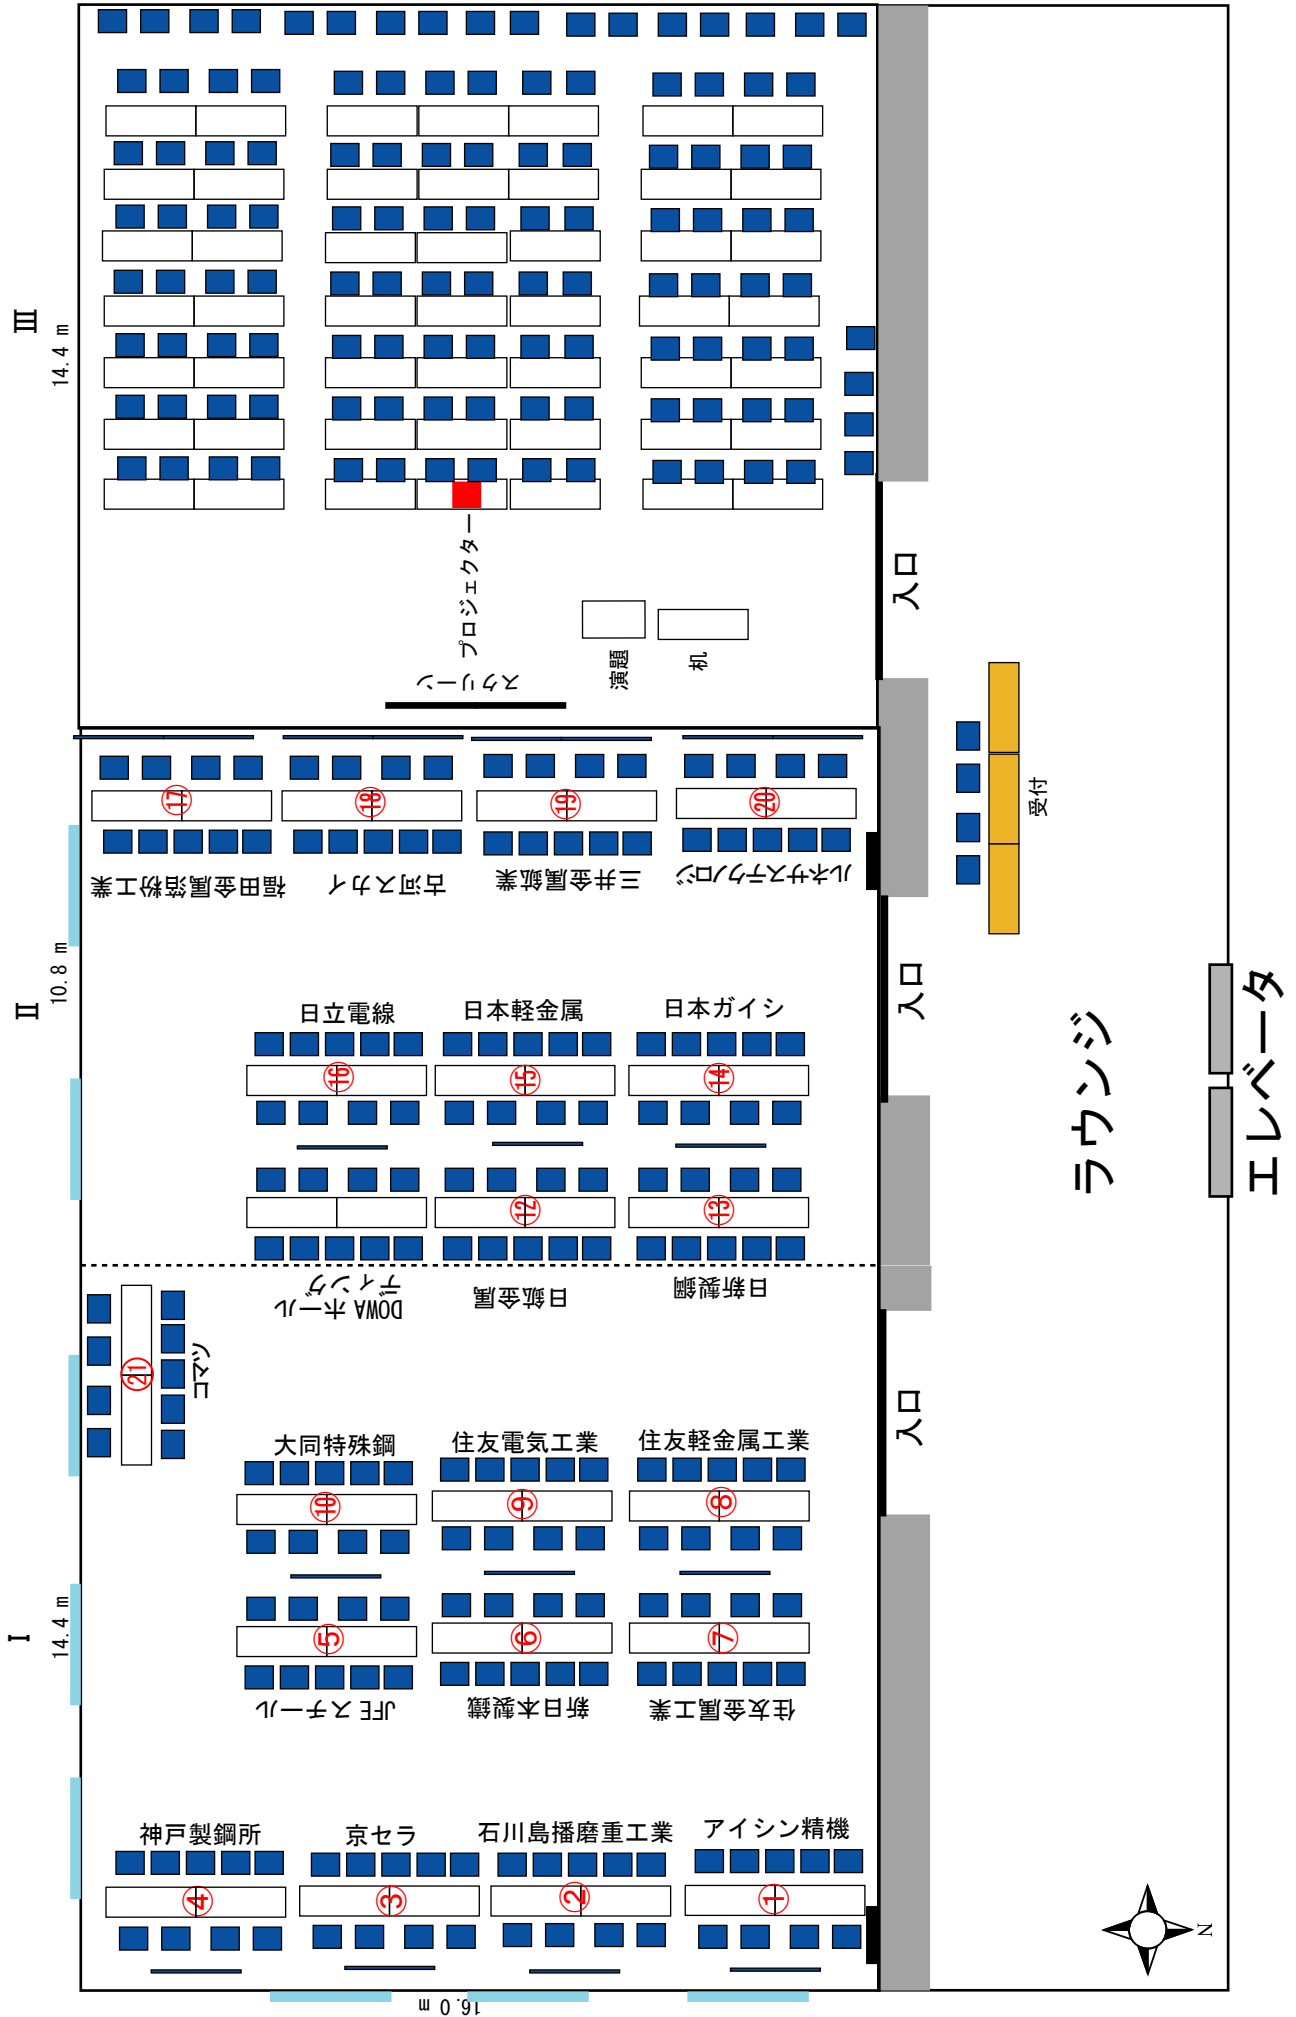 Ⅲ
14.4 m
プロジェクター
スクリーン
演題
机
入口
受付
⑰
⑱
⑲
⑳
福田金属箔粉工業
古河スカイ
三井金属鉱業
ルネサステクノロジ
Ⅱ
10.8 m
入口
日立電線
日本軽金属
日本ガイシ
⑯
⑮
⑭
ラウンジ
エレベータ
⑫
⑬
DOWA ホール
ディング
日鉱金属
日新製鋼
㉑
コマツ
入口
大同特殊鋼
住友電気工業
住友軽金属工業
⑩
⑨
⑧
Ⅰ
14.4 m
⑤
⑥
⑦
JFE スチール
新日本製鐵
住友金属工業
神戸製鋼所
京セラ
石川島播磨重工業
アイシン精機
④
③
②
①
N
16.0 m